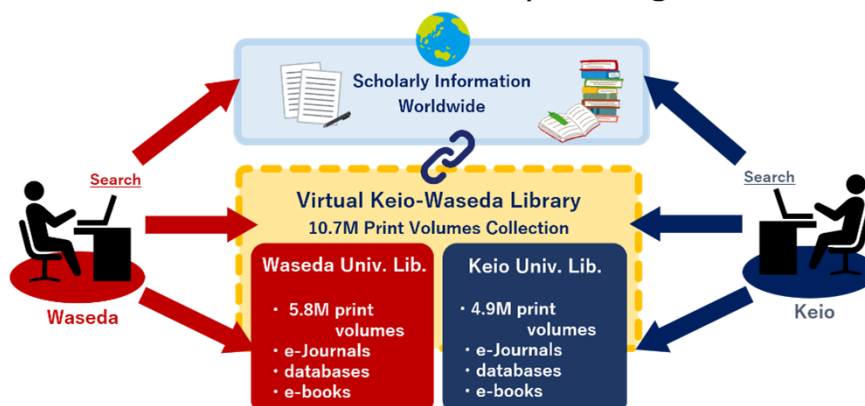 Scholarly Information
Worldwide
Search
Search
Virtual Keio-Waseda Library
10.7M Print Volumes Collection
Waseda Univ. Lib.
・5.8M print
volumes
・e-Journals
・databases
・e-books
Keio Univ. Lib.
・4.9M print
volumes
・e-Journals
・databases
・e-books
Waseda
Keio